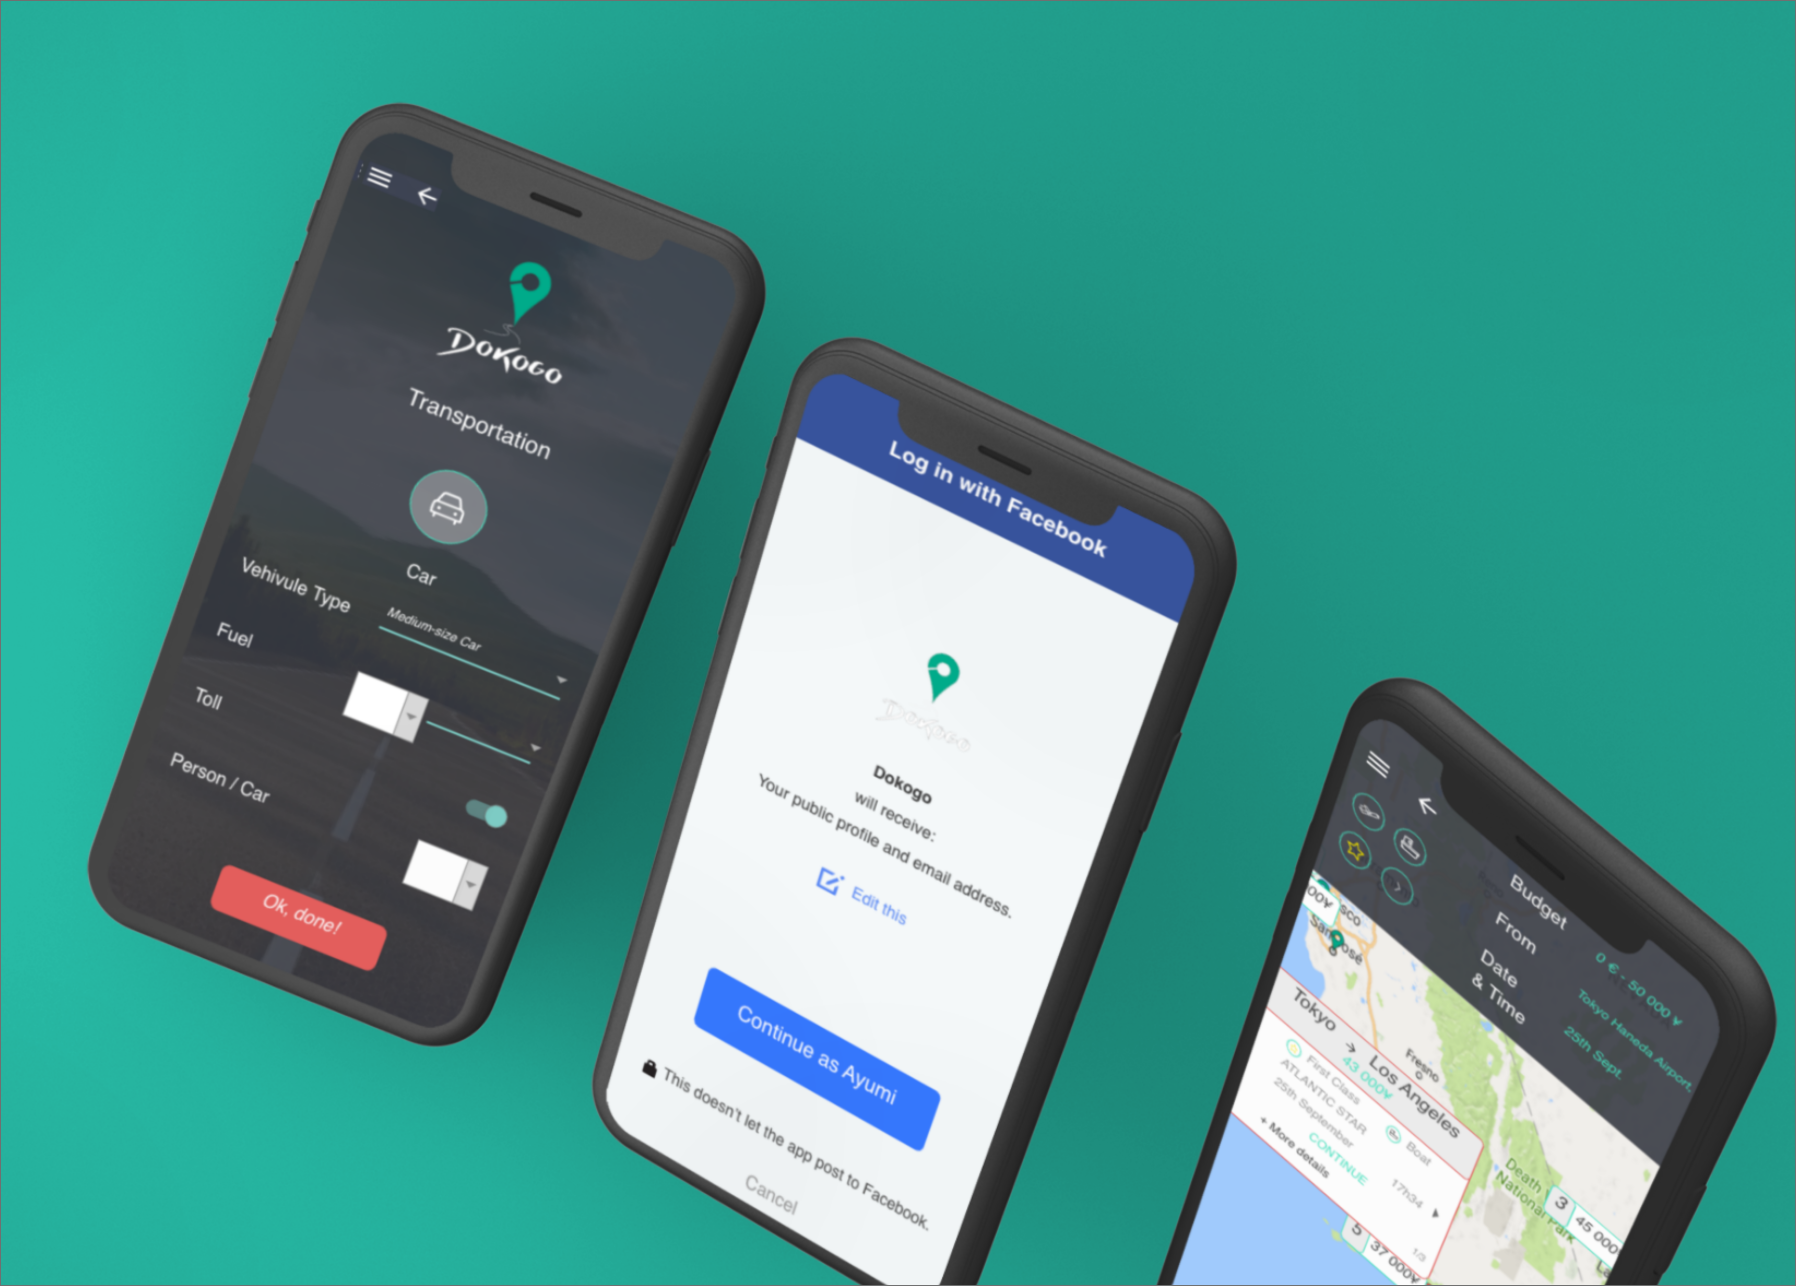 Dokogo
Transportation
Car
Vehivule Type
Medium-size Car
Fuel
Toll
Person / Car
Ok, done!
Log in with Facebook
Dokogo
Dokogo
will receive:
Your public profile and email address.
Edit this
Continue as Ayumi
This doesn't let the app post to Facebook.
Cancel
Budget
0 € - 50 000 ¥
From
Tokyo Haneda Airport,
Date
& Time
25th Sept.
00¥
sco
San José
Tokyo → Los Angeles
43 000¥
First Class
Boat
ATLANTIC STAR
25th September
17h34
CONTINUE
+ More details
1/3
Fresno
Death
National Park
3 45 000
5 37 000¥